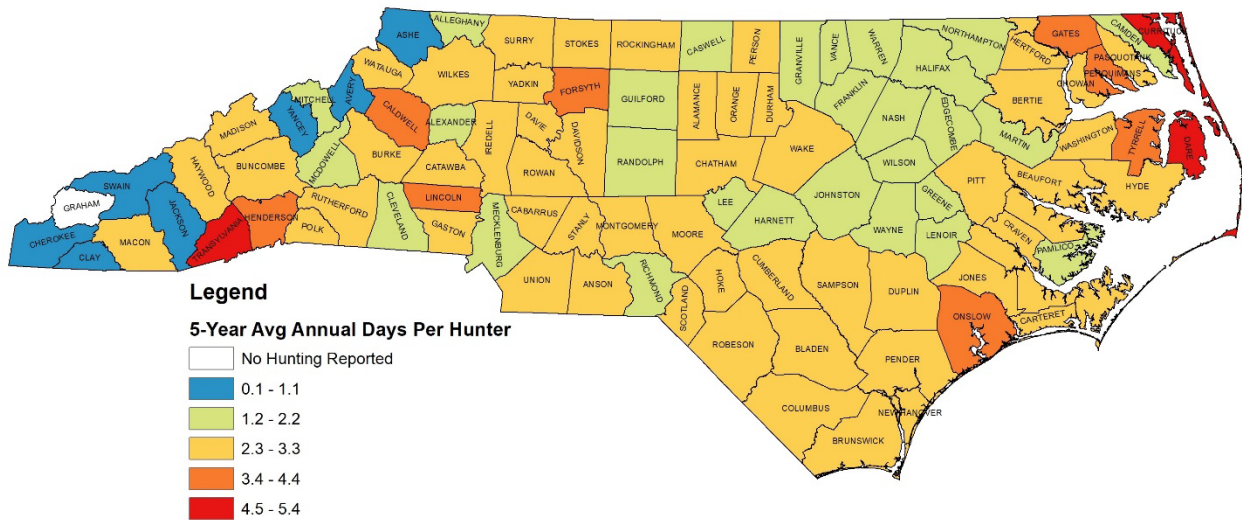 ALLEGHANY
ASHE
SURRY
STOKES
ROCKINGHAM
CASWELL
PERSON
GRANVILLE
VANCE
WARREN
NORTHAMPTON
HERTFORD
GATES
CAMDEN
CURRITUCK
PASQUOTANK
PERQUIMANS
CHOWAN
HALIFAX
WATAUGA
WILKES
YADKIN
FORSYTH
GUILFORD
ALAMANCE
ORANGE
DURHAM
FRANKLIN
NASH
EDGECOMBE
BERTIE
MARTIN
WASHINGTON
TYRRELL
DARE
MITCHELL
AVERY
CALDWELL
ALEXANDER
IREDELL
DAVIE
DAVIDSON
RANDOLPH
CHATHAM
WAKE
WILSON
MADISON
YANCEY
MCDOWELL
BURKE
CATAWBA
ROWAN
JOHNSTON
GREENE
PITT
BEAUFORT
HYDE
HAYWOOD
BUNCOMBE
SWAIN
GRAHAM
JACKSON
HENDERSON
RUTHERFORD
CLEVELAND
LINCOLN
GASTON
MECKLENBURG
CABARRUS
STANLY
MONTGOMERY
MOORE
LEE
HARNETT
WAYNE
LENOIR
CRAVEN
PAMLICO
CHEROKEE
CLAY
MACON
TRANSYLVANIA
POLK
UNION
ANSON
RICHMOND
SCOTLAND
HOKE
CUMBERLAND
SAMPSON
DUPLIN
JONES
ONSLOW
CARTERET
ROBESON
BLADEN
PENDER
COLUMBUS
NEW HANOVER
BRUNSWICK
Legend
5-Year Avg Annual Days Per Hunter
No Hunting Reported
0.1 - 1.1
1.2 - 2.2
2.3 - 3.3
3.4 - 4.4
4.5 - 5.4